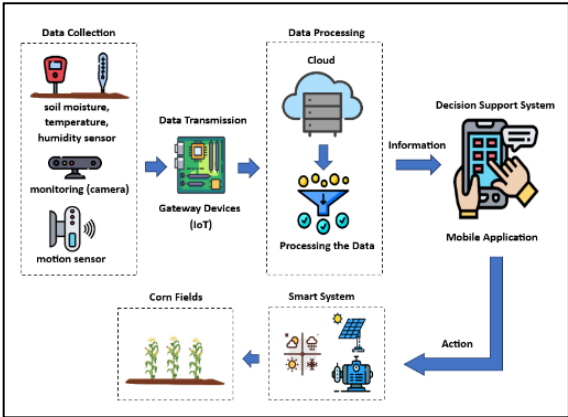 Data Collection
soil moisture,
temperature,
humidity sensor
monitoring (camera)
motion sensor
Data Transmission
Gateway Devices
(IoT)
Data Processing
Cloud
Processing the Data
Information
Decision Support System
Mobile Application
Action
Smart System
Corn Fields